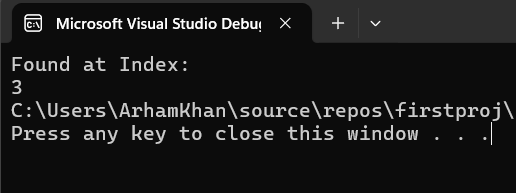 Microsoft Visual Studio Debu
Found at Index:
3
C:\Users\ArhamKhan\source\repos\firstproj\
Press any key to close this window . . .